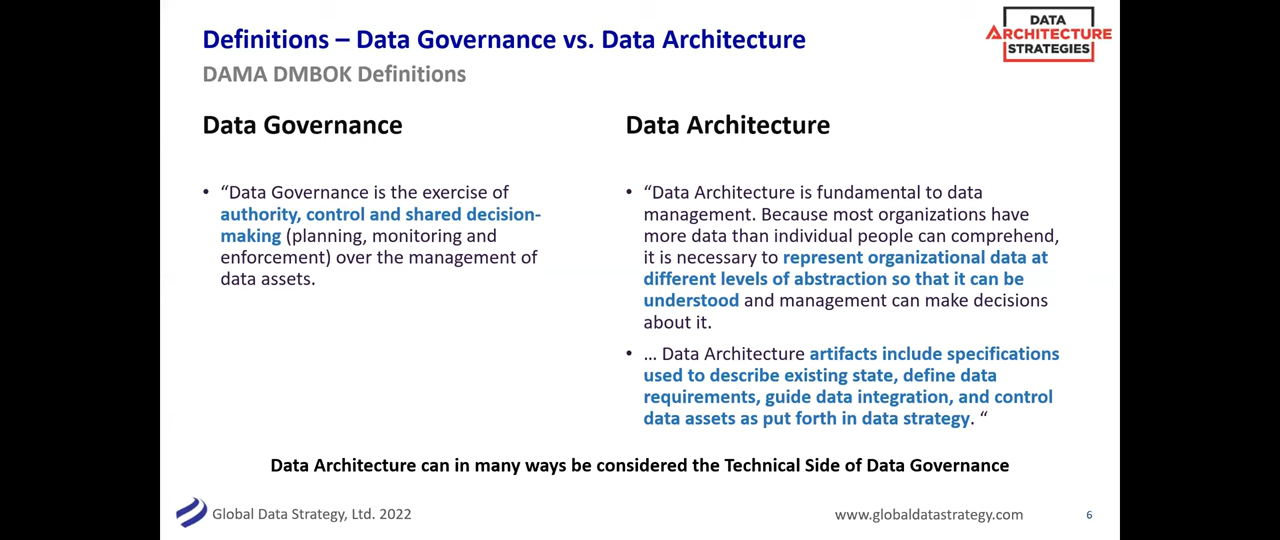 Definitions – Data Governance vs. Data Architecture
DAMA DMBOK Definitions
DATA
ARCHITECTURE
STRATEGIES
Data Governance
• “Data Governance is the exercise of
authority, control and shared decision-
making (planning, monitoring and
enforcement) over the management of
data assets.
Data Architecture
• “Data Architecture is fundamental to data
management. Because most organizations have
more data than individual people can comprehend,
it is necessary to represent organizational data at
different levels of abstraction so that it can be
understood and management can make decisions
about it.
• … Data Architecture artifacts include specifications
used to describe existing state, define data
requirements, guide data integration, and control
data assets as put forth in data strategy. “
Data Architecture can in many ways be considered the Technical Side of Data Governance
Global Data Strategy, Ltd. 2022
www.globaldatastrategy.com
6